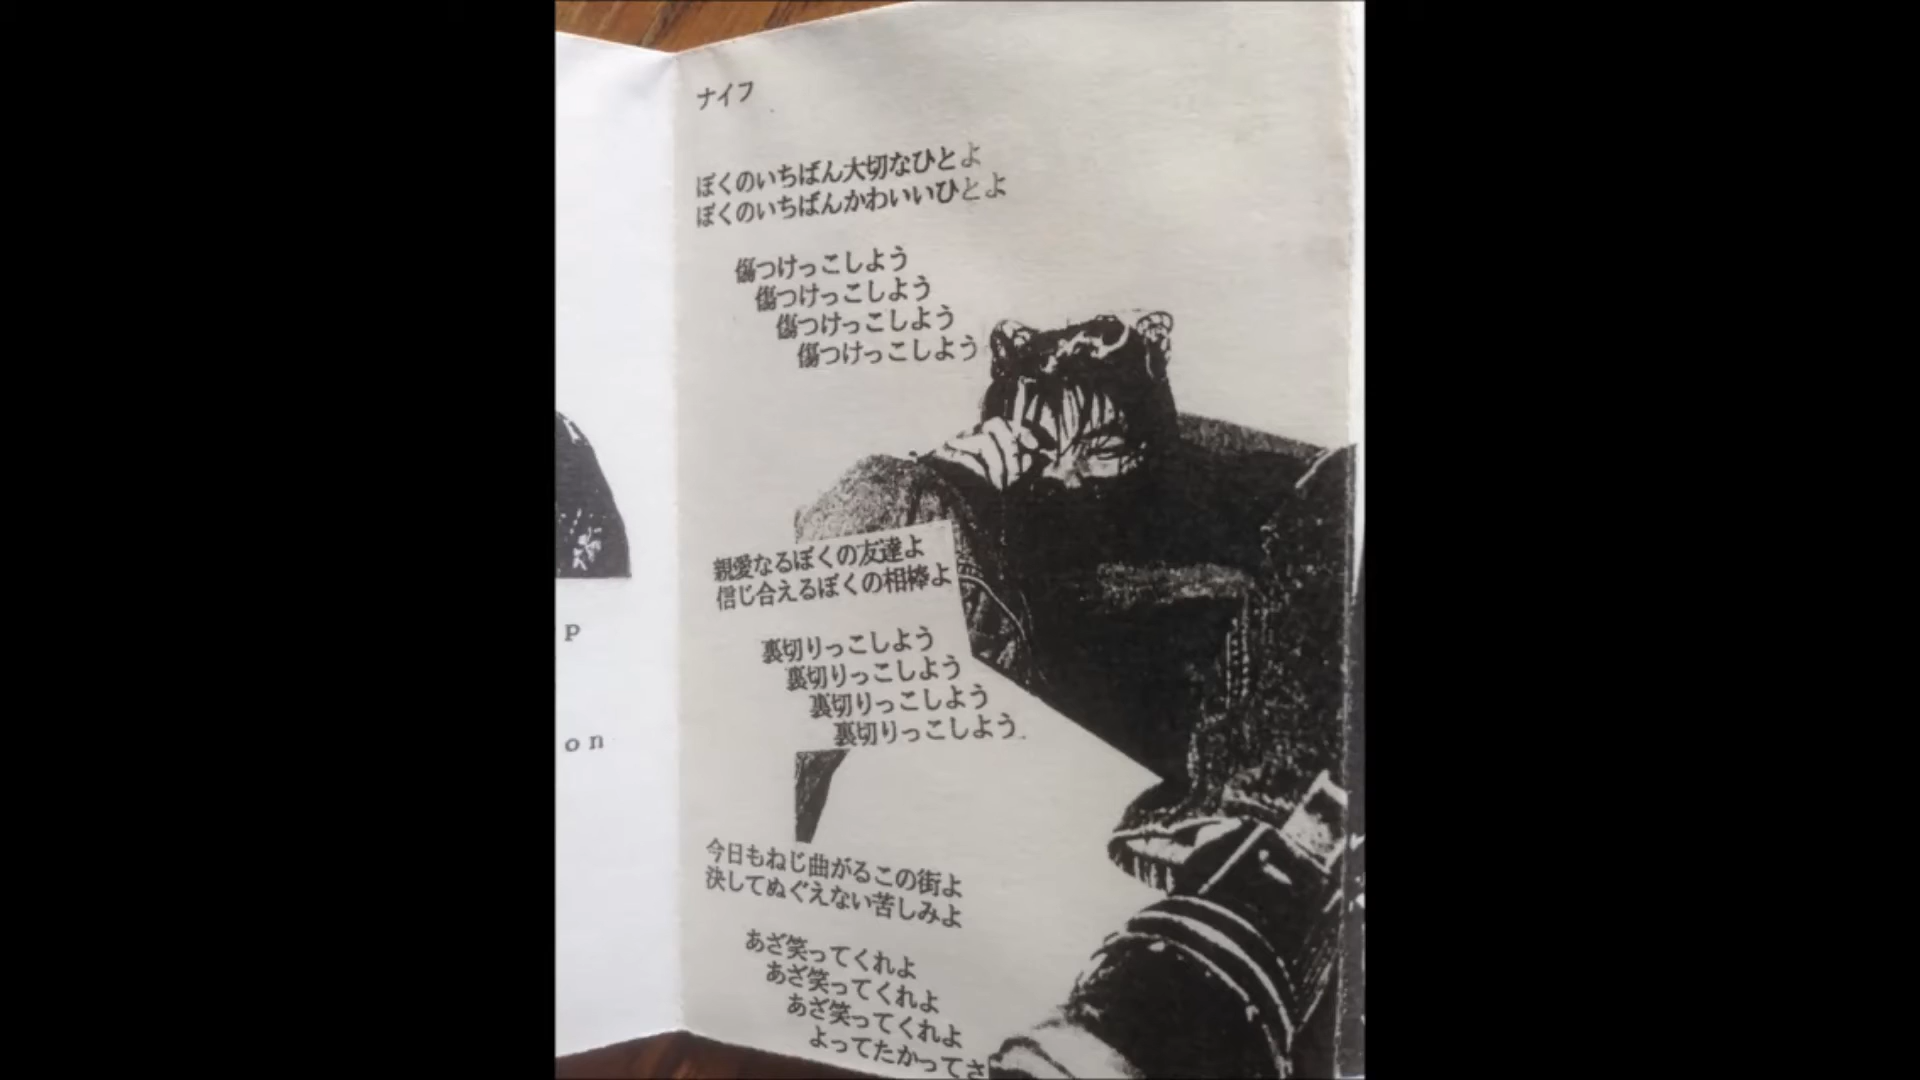 ナイフ
ぼくのいちばん大切なひとよ
ぼくのいちばんかわいいひとよ
傷つけっこしよう
傷つけっこしよう
傷つけっこしよう
傷つけっこしよう
親愛なるぼくの友達よ
信じ合えるぼくの相棒よ
裏切りっこしよう
裏切りっこしよう
裏切りっこしよう
裏切りっこしよう
今日もねじ曲がるこの街よ
決してぬぐえない苦しみよ
あざ笑ってくれよ
あざ笑ってくれよ
あざ笑ってくれよ
よってたかってさ
P
on